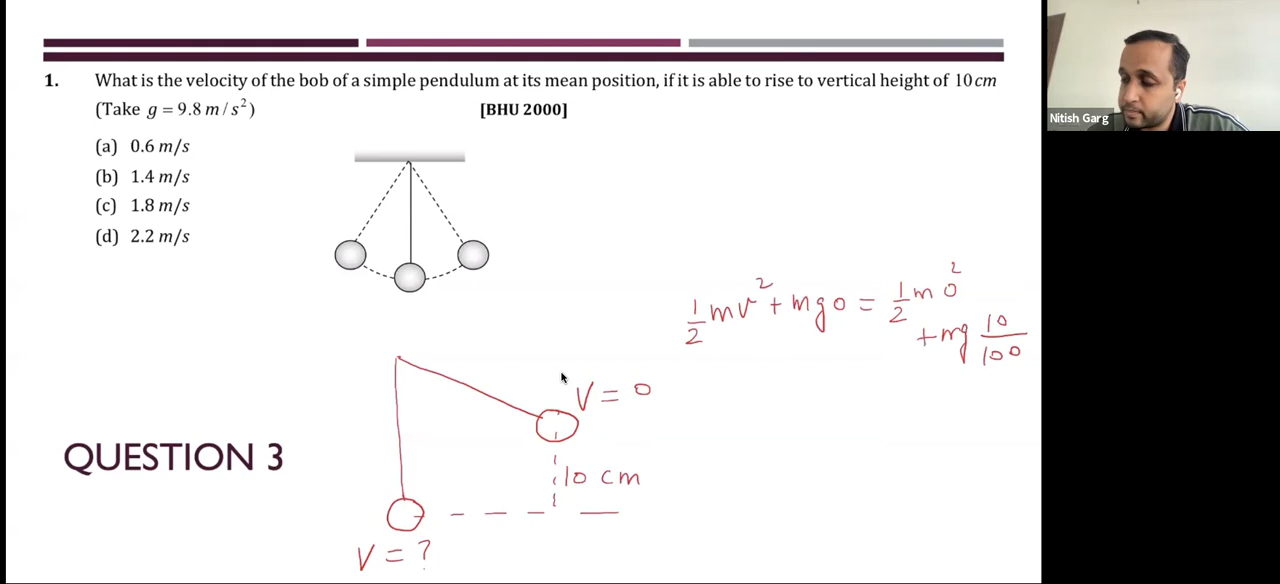 1. What is the velocity of the bob of a simple pendulum at its mean position, if it is able to rise to vertical height of 10 cm
(Take g = 9.8 m/s²) [BHU 2000]
(a) 0.6 m/s
(b) 1.4 m/s
(c) 1.8 m/s
(d) 2.2 m/s
Nitish Garg
1/2 mv² + mg0 = 1/2 m0²
+ mg 10/100
V = 0
QUESTION 3
10 cm
V = ?